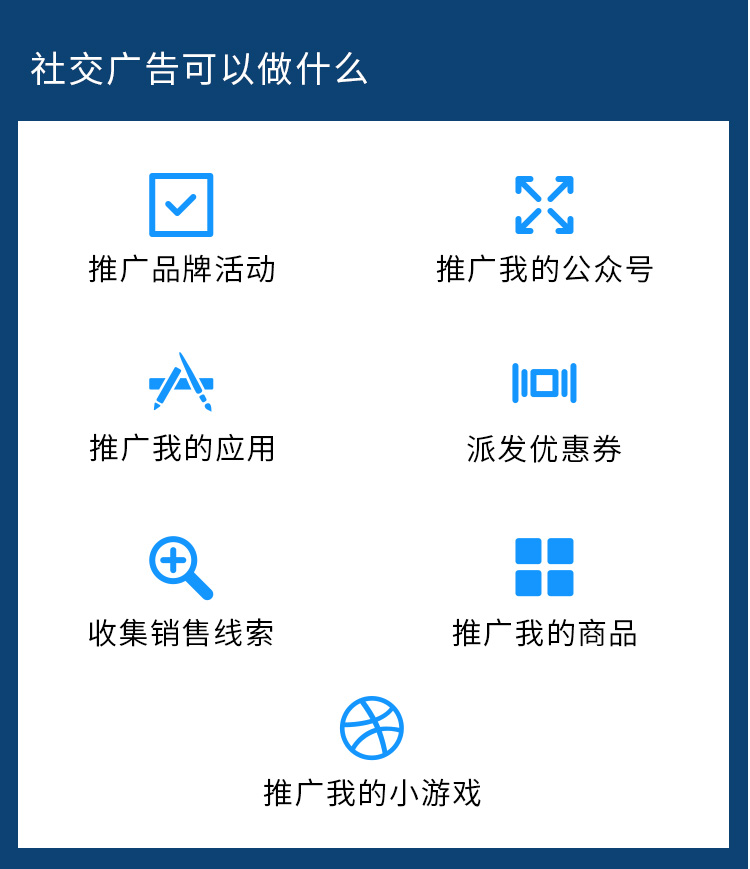 社交广告可以做什么
推广品牌活动
推广我的公众号
推广我的应用
派发优惠券
收集销售线索
推广我的商品
推广我的小游戏